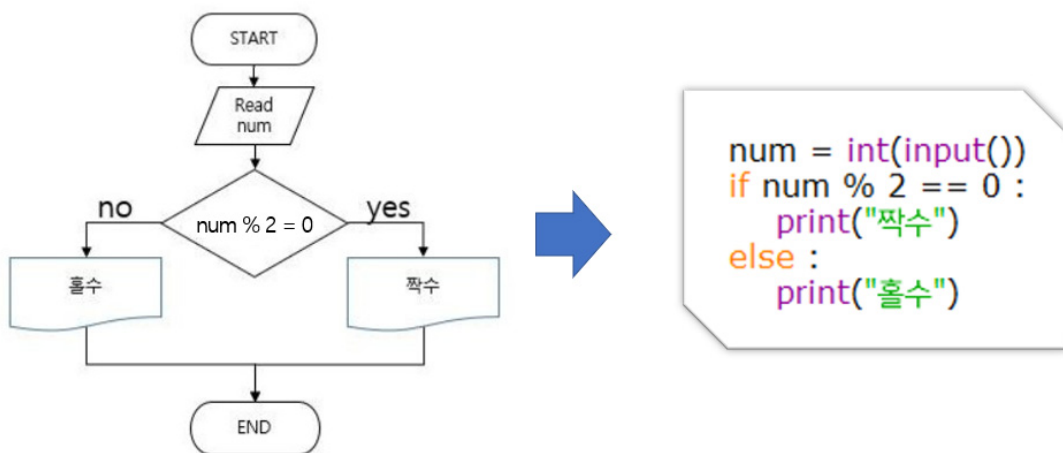 START
Read
num
no
num % 2 = 0
yes
홀수
짝수
END
num = int(input())
if num % 2 == 0 :
print("짝수")
else :
print("홀수")